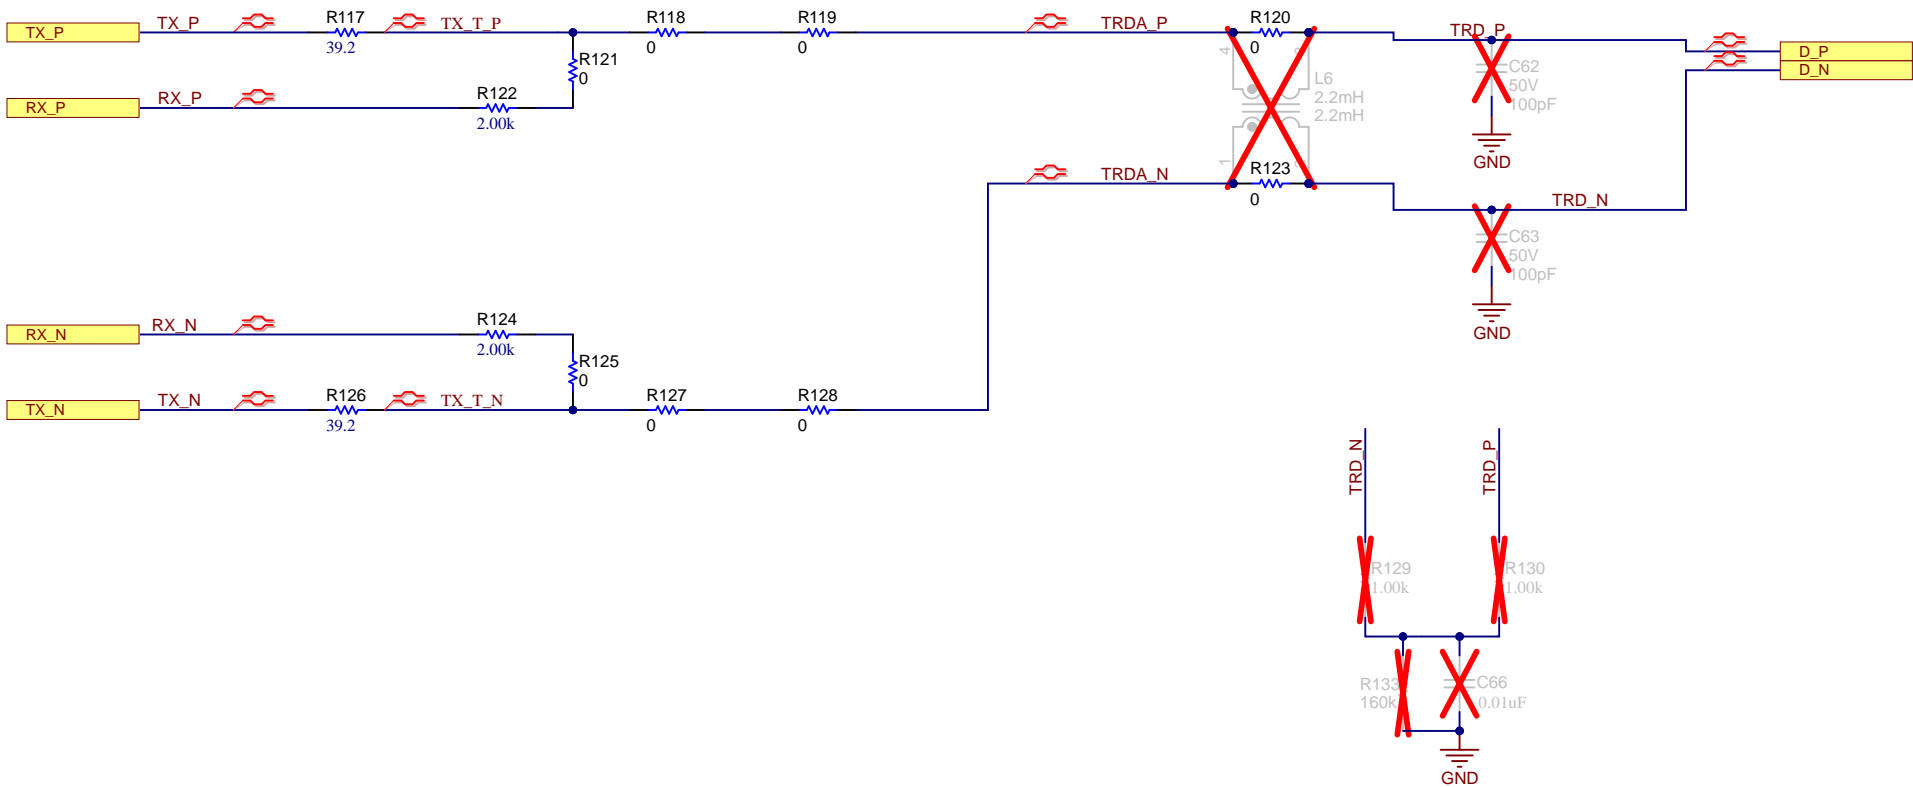 TX_P
TX_P
R117
39.2
TX_T_P
R118
0
R119
0
TRDA_P
R120
0
TRD_P
D_P
D_N
R121
0
RX_P
RX_P
R122
2.00k
4
L6
2.2mH
2.2mH
1
C62
50V
100pF
GND
TRDA_N
R123
0
TRD_N
C63
50V
100pF
GND
RX_N
RX_N
R124
2.00k
R125
0
TX_N
TX_N
R126
39.2
TX_T_N
R127
0
R128
0
TRD_N
TRD_P
R129
1.00k
R130
1.00k
R133
160k
C66
0.01uF
GND